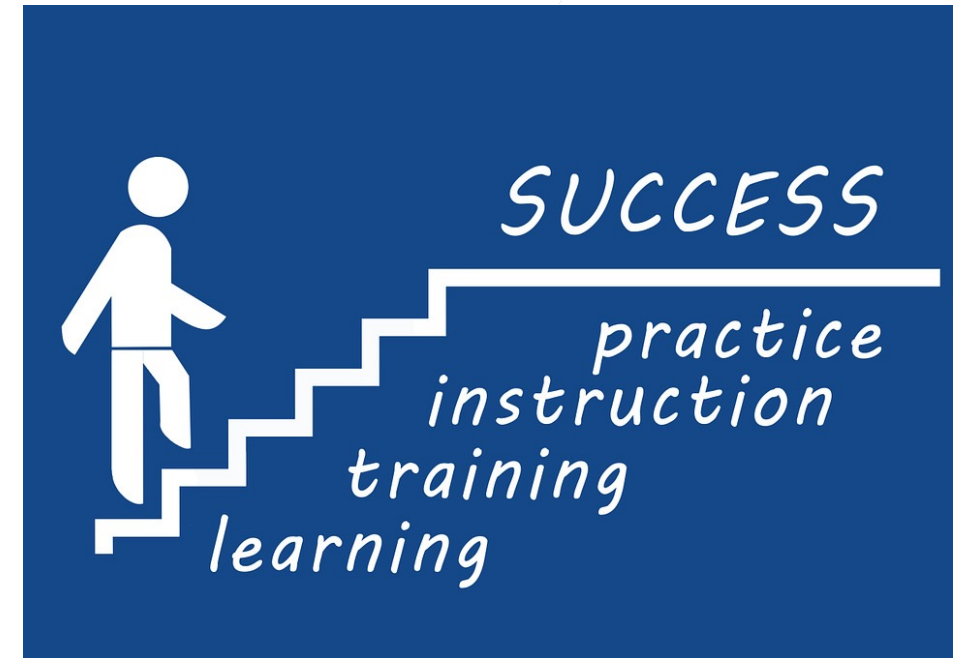 SUCCESS
practice
instruction
training
learning